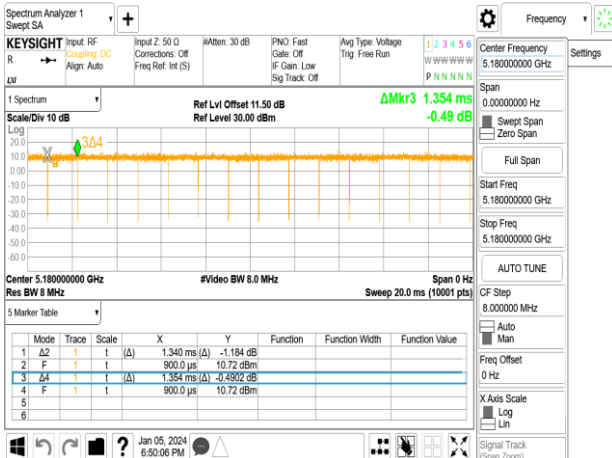 Spectrum Analyzer 1
Swept SA
+
Frequency
Settings
KEYSIGHT
R
Input: RF
Coupling: DC
Align: Auto
Input Z: 50 Ω
Corrections: Off
Freq Ref: Int (S)
#Atten: 30 dB
PNO: Fast
Gate: Off
IF Gain: Low
Sig Track: Off
Avg Type: Voltage
Trig: Free Run
1 2 3 4 5 6
W W W W W W
P N N N N N
1 Spectrum
Scale/Div 10 dB
Ref Lvl Offset 11.50 dB
Ref Level 30.00 dBm
ΔMkr3 1.354 ms
-0.49 dB
Log
20.0
10.0
0.00
-10.0
-20.0
-30.0
-40.0
-50.0
-60.0
3Δ4
Center 5.180000000 GHz
Res BW 8 MHz
#Video BW 8.0 MHz
Span 0 Hz
Sweep 20.0 ms (10001 pts)
5 Marker Table
Mode Trace Scale X Y Function Function Width Function Value
1 Δ2 1 t (Δ) 1.340 ms (Δ) -1.184 dB
2 F 1 t 900.0 µs 10.72 dBm
3 Δ4 1 t (Δ) 1.354 ms (Δ) -0.4902 dB
4 F 1 t 900.0 µs 10.72 dBm
5
6
?
Jan 05, 2024
6:50:06 PM
Center Frequency
5.180000000 GHz
Span
0.00000000 Hz
Swept Span
Zero Span
Full Span
Start Freq
5.180000000 GHz
Stop Freq
5.180000000 GHz
AUTO TUNE
CF Step
8.000000 MHz
Auto
Man
Freq Offset
0 Hz
X Axis Scale
Log
Lin
Signal Track
(Span Zoom)